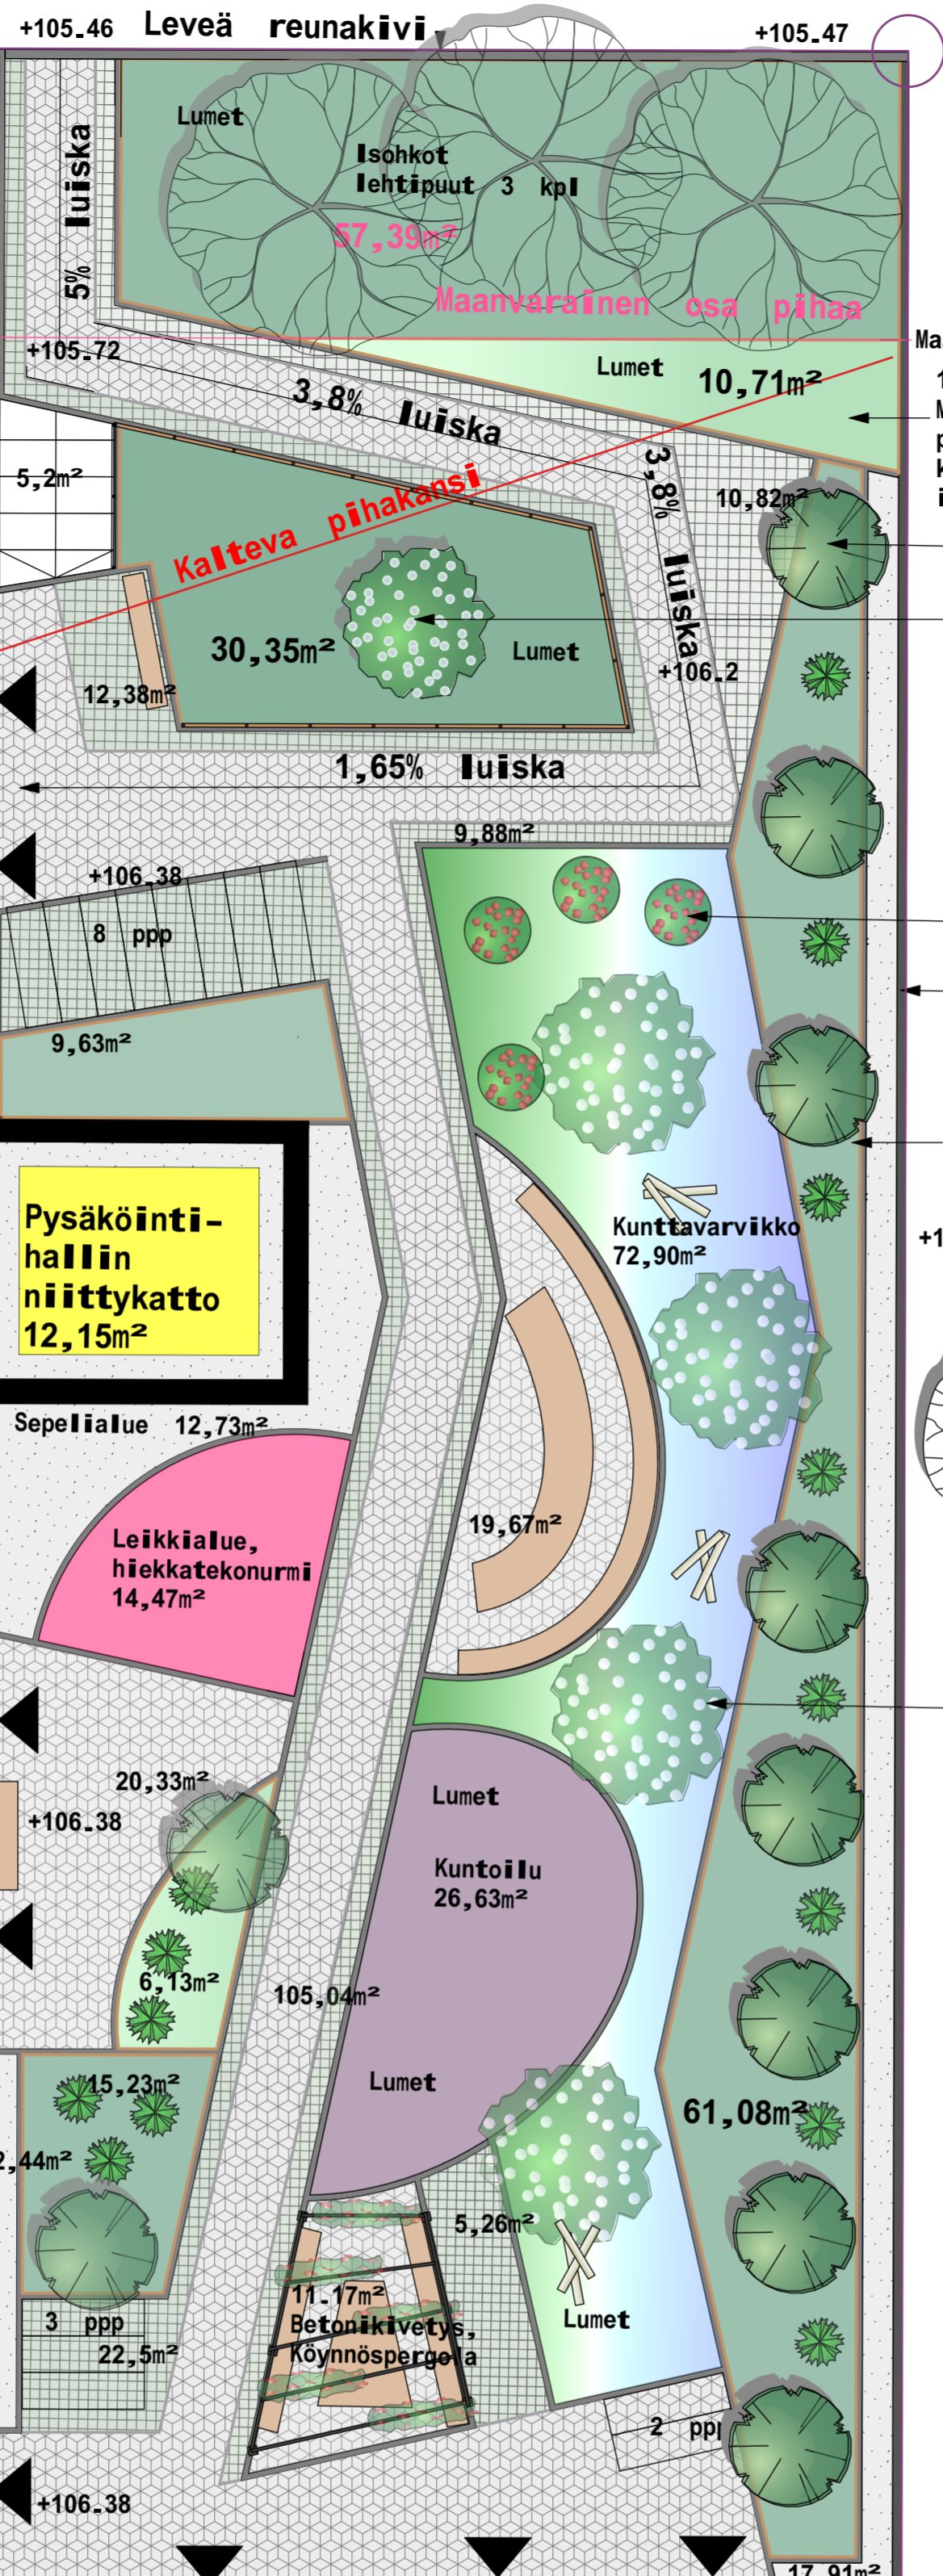 +105.46 Leveä reunakivi
+105.47
Lumet
Isohkot
lehtipuut 3 kpl
57,39m²
5% luiska
Maanvarainen osa pihaa
+105.72
Lumet 10,71m²
3,8% luiska
3,8% luiska
5,2m²
10,82m²
Kalteva pihakansi
30,35m²
Lumet
12,38m²
+106.2
1,65% luiska
9,88m²
+106.38
8 ppp
9,63m²
Pysäköinti-
hallin
niittykatto
12,15m²
Kunttavarvikko
72,90m²
Sepelialue 12,73m²
19,67m²
Leikkialue,
hiekkatekonurmi
14,47m²
20,33m²
+106.38
Lumet
Kuntoilu
26,63m²
6,13m²
105,04m²
Lumet
15,23m²
61,08m²
2,44m²
5,26m²
11.17m²
Betonikivetys,
Köynnöspergola
Lumet
3 ppp
22,5m²
2 ppp
+106.38
17,91m²